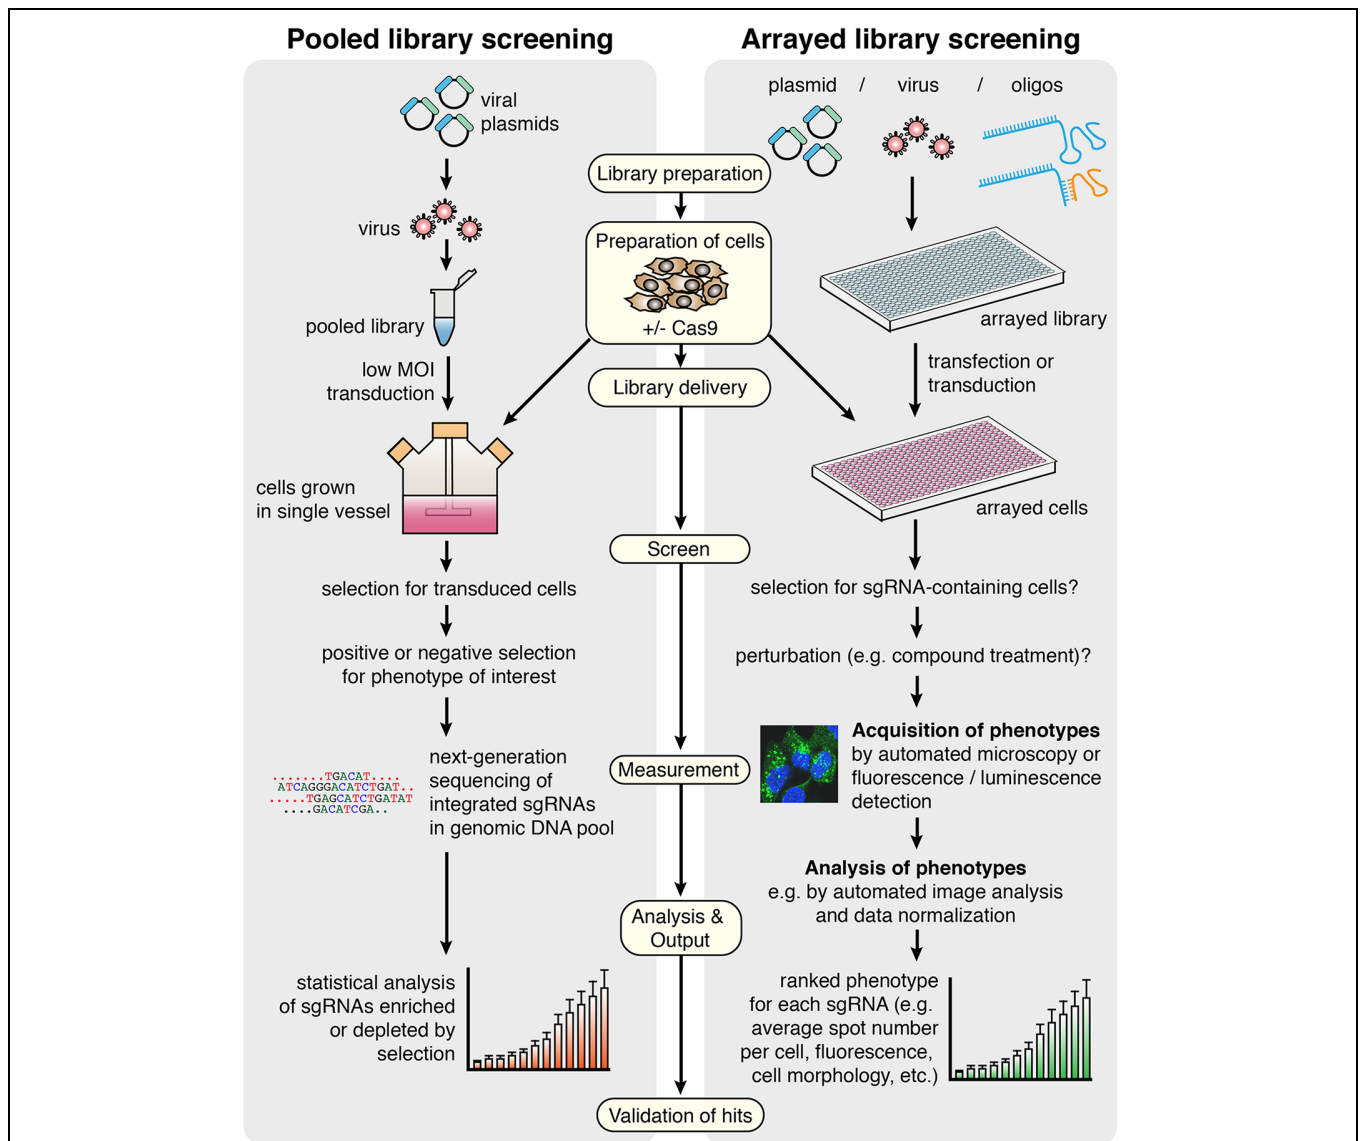 Pooled library screening
viral
plasmids
virus
pooled library
low MOI
transduction
cells grown
in single vessel
selection for transduced cells
positive or negative selection
for phenotype of interest
next-generation
sequencing of
integrated sgRNAs
in genomic DNA pool
.......TGACAT....
ATCAGGGACATCTGAT..
.....TGAGCATCTGATAT
....GACATCGA..
statistical analysis
of sgRNAs enriched
or depleted by
selection
Library preparation
Preparation of cells
+/- Cas9
Library delivery
Screen
Measurement
Analysis &
Output
Validation of hits
Arrayed library screening
plasmid / virus / oligos
arrayed library
transfection or
transduction
arrayed cells
selection for sgRNA-containing cells?
perturbation (e.g. compound treatment)?
Acquisition of phenotypes
by automated microscopy or
fluorescence / luminescence
detection
Analysis of phenotypes
e.g. by automated image analysis
and data normalization
ranked phenotype
for each sgRNA (e.g.
average spot number
per cell, fluorescence,
cell morphology, etc.)